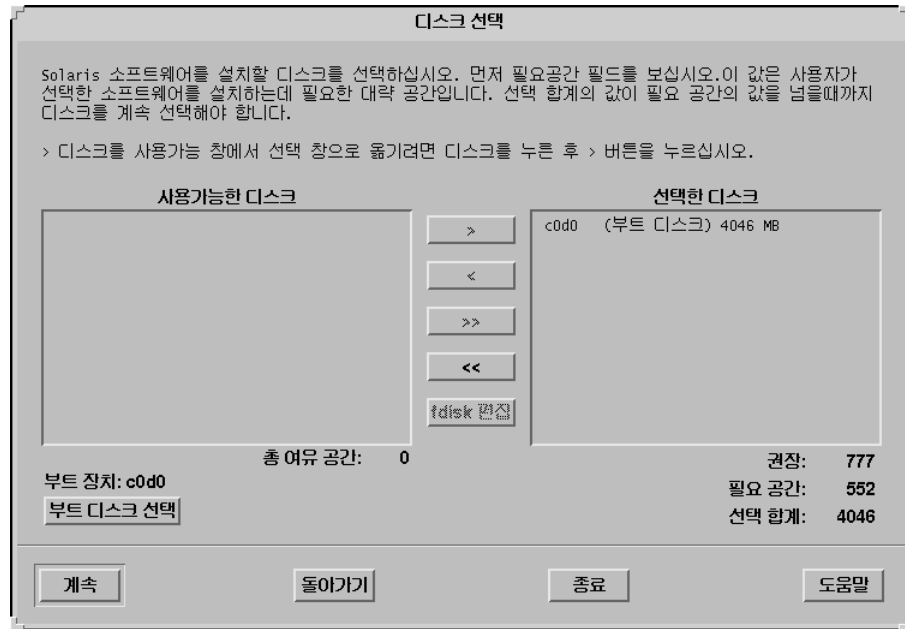 디스크 선택
Solaris 소프트웨어를 설치할 디스크를 선택하십시오. 먼저 필요공간 필드를 보십시오.이 값은 사용자가
선택한 소프트웨어를 설치하는데 필요한 대략 공간입니다. 선택 합계의 값이 필요 공간의 값을 넘을때까지
디스크를 계속 선택해야 합니다.
> 디스크를 사용가능 창에서 선택 창으로 옮기려면 디스크를 누른 후 > 버튼을 누르십시오.
사용가능한 디스크
선택한 디스크
c0d0 (부트 디스크) 4046 MB
>
<
>>
<<
fdisk 편집
총 여유 공간: 0
부트 장치: c0d0
부트 디스크 선택
권장: 777
필요 공간: 552
선택 합계: 4046
계속
돌아가기
종료
도움말